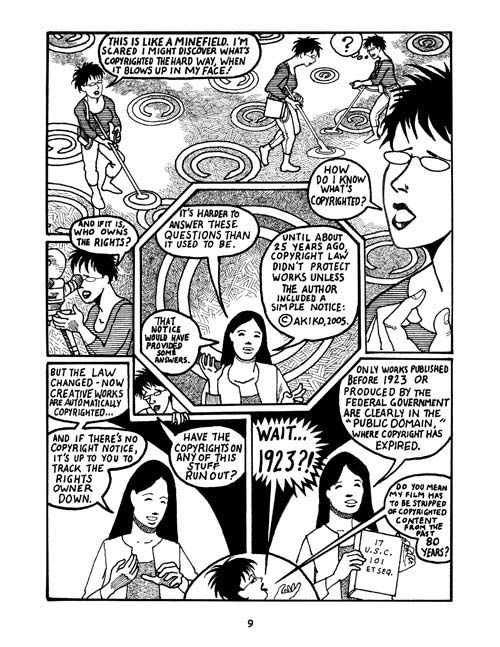 THIS IS LIKE A MINEFIELD. I'M
SCARED I MIGHT DISCOVER WHAT'S
COPYRIGHTED THE HARD WAY, WHEN
IT BLOWS UP IN MY FACE!
?
HOW
DO I KNOW
WHAT'S
COPYRIGHTED?
AND IF IT IS,
WHO OWNS
THE RIGHTS?
IT'S HARDER TO
ANSWER THESE
QUESTIONS THAN
IT USED TO BE.
UNTIL ABOUT
25 YEARS AGO,
COPYRIGHT LAW
DIDN'T PROTECT
WORKS UNLESS
THE AUTHOR
INCLUDED A
SIMPLE NOTICE:
© AKIKO, 2005.
THAT
NOTICE
WOULD HAVE
PROVIDED
SOME
ANSWERS.
BUT THE LAW
CHANGED - NOW
CREATIVE WORKS
ARE AUTOMATICALLY
COPYRIGHTED...
AND IF THERE'S NO
COPYRIGHT NOTICE,
IT'S UP TO YOU TO
TRACK THE
RIGHTS
OWNER
DOWN.
HAVE THE
COPYRIGHTS ON
ANY OF THIS
STUFF
RUN OUT?
WAIT...
1923?!
ONLY WORKS PUBLISHED
BEFORE 1923 OR
PRODUCED BY THE
FEDERAL GOVERNMENT
ARE CLEARLY IN THE
"PUBLIC DOMAIN,"
WHERE COPYRIGHT HAS
EXPIRED.
DO YOU MEAN
MY FILM HAS
TO BE STRIPPED
OF COPYRIGHTED
CONTENT
FROM THE
PAST
80
YEARS?
17
U.S.C.
101
ET SEQ.
9